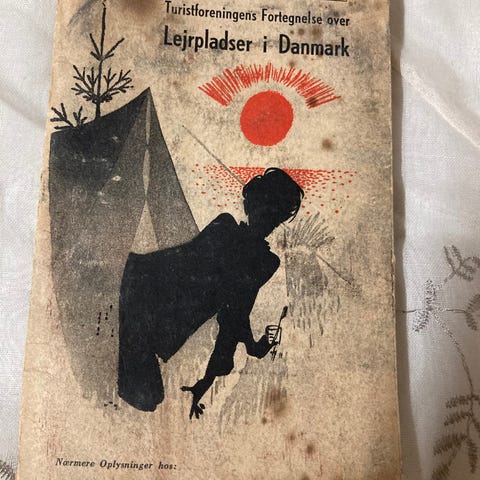 Turistforeningens Fortegnelse over
Lejrpladser i Danmark
Nærmere Oplysninger hos: